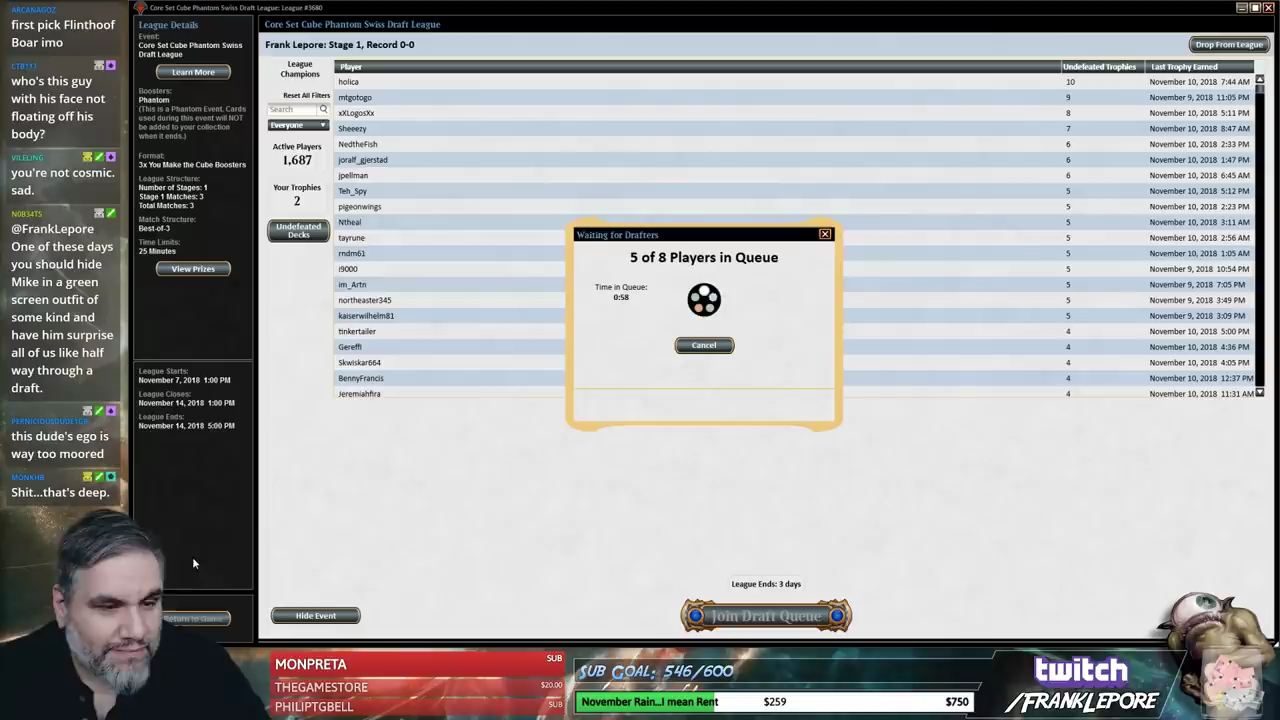 ARCANAGOZ
first pick Flinthoof
Boar imo
who's this guy
with his face not
floating off his
body?
VILELING
you're not cosmic.
sad.
N0B34TS
@FrankLepore
One of these days
you should hide
Mike in a green
screen outfit of
some kind and
have him surprise
all of us like half
way through a
draft.
PERNICIOUSDUDE1GB
this dude's ego is
way too moored
MONKHB
Shit...that's deep.
Core Set Cube Phantom Swiss Draft League: League #3680
League Details
Event:
Core Set Cube Phantom Swiss
Draft League
Learn More
Boosters:
Phantom
(This is a Phantom Event. Cards
used during this event will NOT
be added to your collection
when it ends.)
Format:
3x You Make the Cube Boosters
League Structure:
Number of Stages: 1
Stage 1 Matches: 3
Total Matches: 3
Match Structure:
Best-of-3
Time Limits:
25 Minutes
View Prizes
League Starts:
November 7, 2018 1:00 PM
League Closes:
November 14, 2018 1:00 PM
League Ends:
November 14, 2018 5:00 PM
Return to Game
Core Set Cube Phantom Swiss Draft League
Frank Lepore: Stage 1, Record 0-0
Drop From League
League
Champions
Reset All Filters
Search
Everyone
Active Players
1,687
Your Trophies
2
Undefeated
Decks
Player Undefeated Trophies Last Trophy Earned
holica 10 November 10, 2018 7:44 AM
mtgotogo 9 November 9, 2018 11:05 PM
xXLogosXx 8 November 10, 2018 5:11 PM
Sheeezy 7 November 10, 2018 8:47 AM
NedtheFish 6 November 10, 2018 2:33 PM
joralf_gjerstad 6 November 10, 2018 1:47 PM
jpellman 6 November 10, 2018 6:45 AM
Teh_Spy 5 November 10, 2018 5:12 PM
pigeonwings 5 November 10, 2018 2:23 PM
Ntheal 5 November 10, 2018 3:11 AM
tayrune 5 November 10, 2018 2:56 AM
rndm61 5 November 10, 2018 1:05 AM
i9000 5 November 9, 2018 10:54 PM
im_Artn 5 November 9, 2018 7:05 PM
northeaster345 5 November 9, 2018 3:49 PM
kaiserwilhelm81 5 November 9, 2018 3:09 PM
tinkertailer 4 November 10, 2018 5:00 PM
Gereffi 4 November 10, 2018 4:36 PM
Skwiskar664 4 November 10, 2018 4:05 PM
BennyFrancis 4 November 10, 2018 12:37 PM
Jeremiahfira 4 November 10, 2018 11:31 AM
Waiting for Drafters
5 of 8 Players in Queue
Time in Queue:
0:58
Cancel
League Ends: 3 days
Hide Event
Join Draft Queue
MONPRETA SUB
THEGAMESTORE $20.00
PHILIPTGBELL SUB
SUB GOAL: 546/600
November Rain...I mean Rent $259 $750
twitch
/FRANKLEPORE